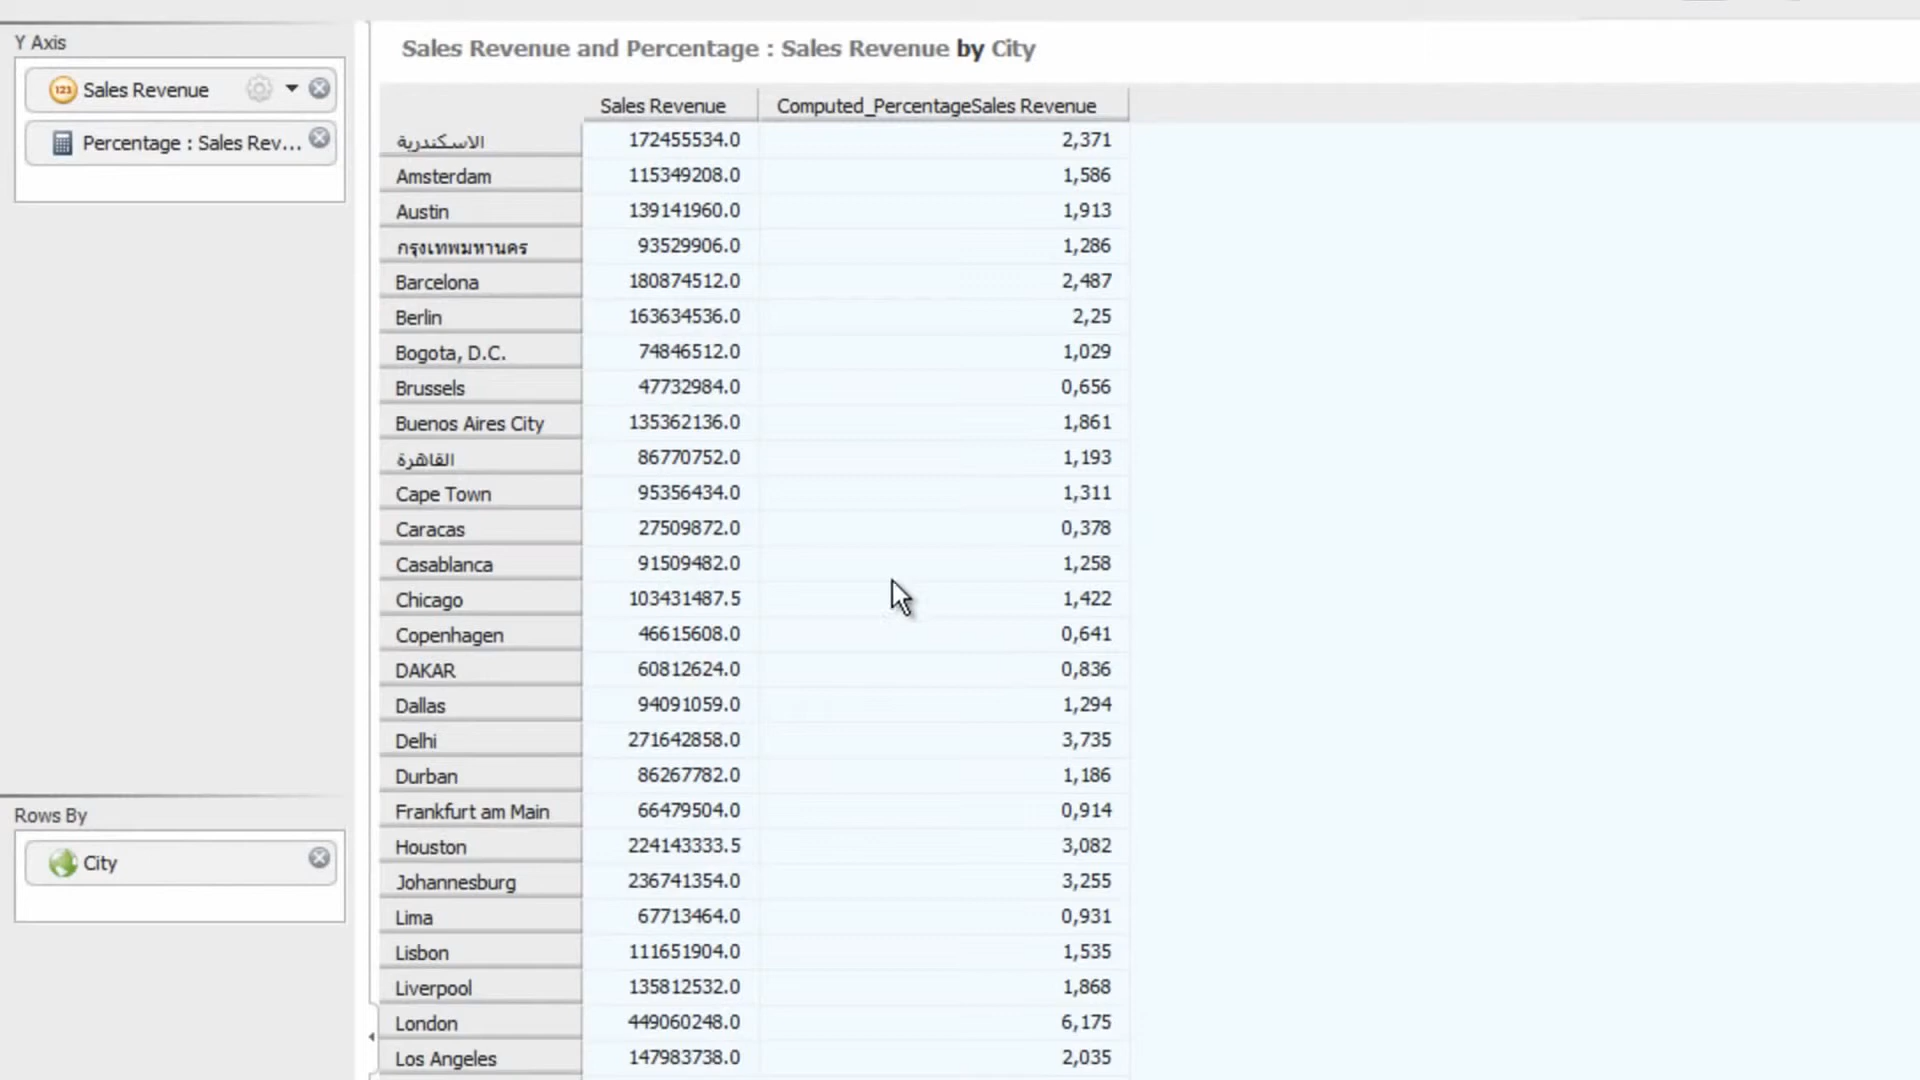 Y Axis
Sales Revenue
Percentage : Sales Rev...
Rows By
City
Sales Revenue and Percentage : Sales Revenue by City
Sales Revenue Computed_PercentageSales Revenue
الاسكندرية 172455534.0 2,371
Amsterdam 115349208.0 1,586
Austin 139141960.0 1,913
กรุงเทพมหานคร 93529906.0 1,286
Barcelona 180874512.0 2,487
Berlin 163634536.0 2,25
Bogota, D.C. 74846512.0 1,029
Brussels 47732984.0 0,656
Buenos Aires City 135362136.0 1,861
القاهرة 86770752.0 1,193
Cape Town 95356434.0 1,311
Caracas 27509872.0 0,378
Casablanca 91509482.0 1,258
Chicago 103431487.5 1,422
Copenhagen 46615608.0 0,641
DAKAR 60812624.0 0,836
Dallas 94091059.0 1,294
Delhi 271642858.0 3,735
Durban 86267782.0 1,186
Frankfurt am Main 66479504.0 0,914
Houston 224143333.5 3,082
Johannesburg 236741354.0 3,255
Lima 67713464.0 0,931
Lisbon 111651904.0 1,535
Liverpool 135812532.0 1,868
London 449060248.0 6,175
Los Angeles 147983738.0 2,035